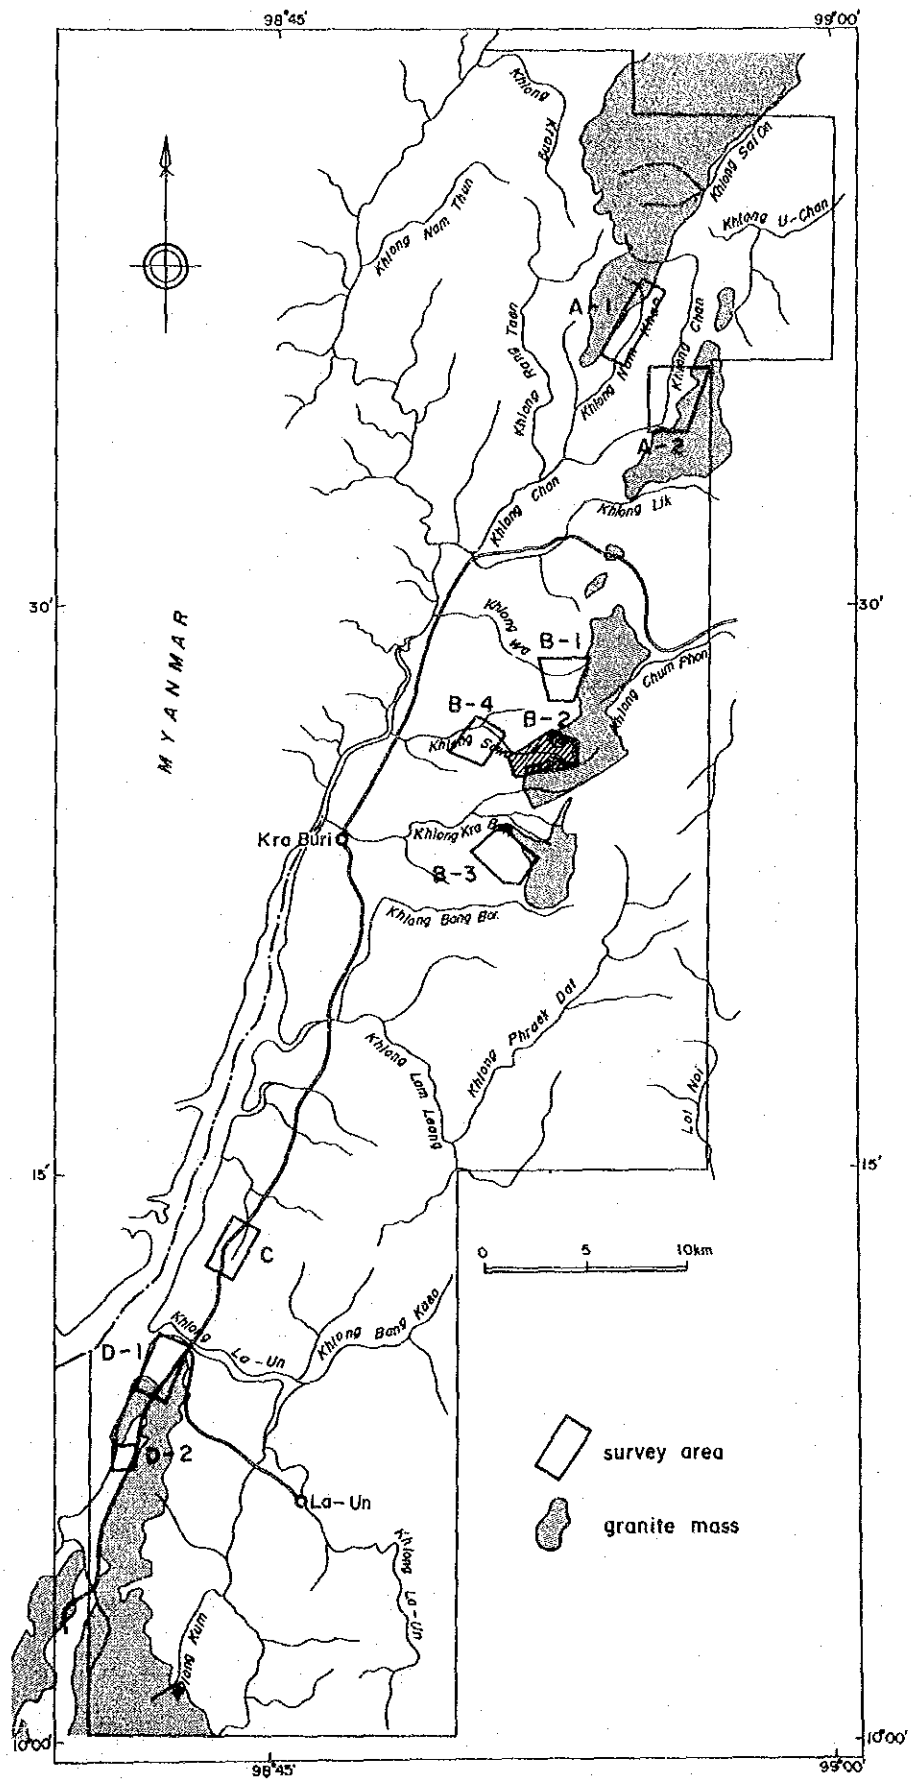 98°45'
99°00'
Khlong Krang
Khlong Sai On
Khlong U-Chan
Khlong Nam Thun
A-1
Khlong Nam Khao
Khlong Chan
Khlong Rang Taen
A-2
Khlong Chan
Khlong Lik
30'
30'
MYANMAR
Khlong Wa
B-1
Khlong Chum Phon
B-4
B-2
Khlong
Kra Buri
Khlong Kra B
B-3
Khlong Bang Bon
Khlong Phraek Dat
Khlong Lam Leang
Lat Noi
15'
15'
C
0 5 10km
Khlong La-Un
Khlong Bang Kaeo
D-1
D-2
survey area
La-Un
granite mass
Khlong La-Un
Khlong Kum
10°00'
10°00'
98°45'
99°00'